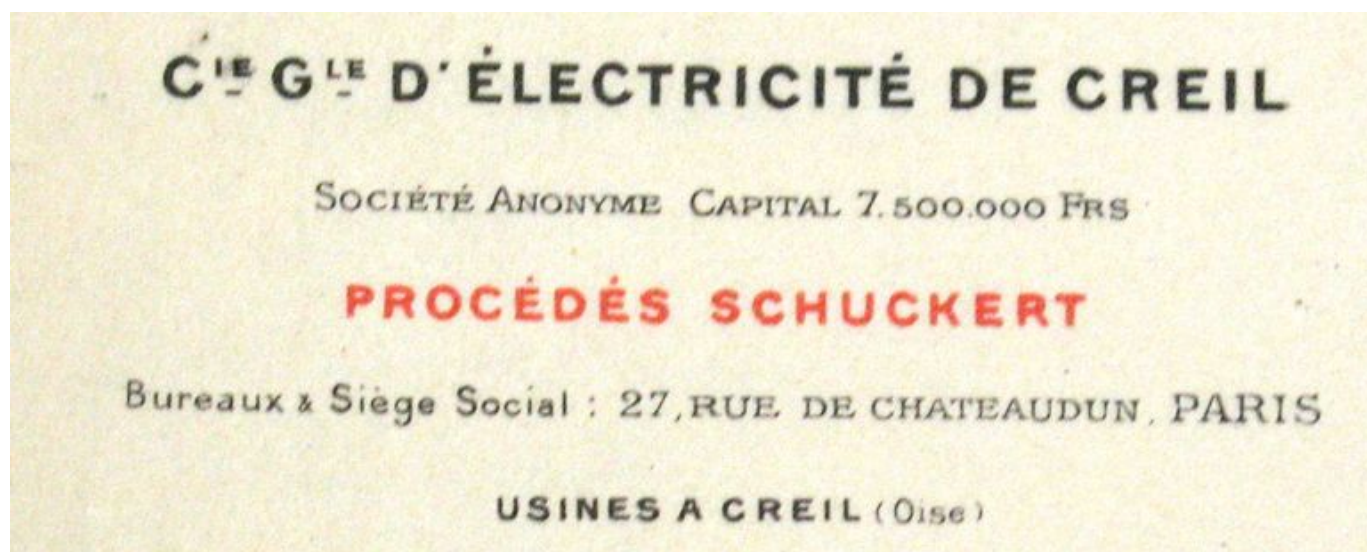 CIE GLE D'ÉLECTRICITÉ DE CREIL
SOCIÉTÉ ANONYME CAPITAL 7.500.000 FRS
PROCÉDÉS SCHUCKERT
Bureaux & Siège Social : 27, RUE DE CHATEAUDUN, PARIS
USINES A CREIL (Oise)